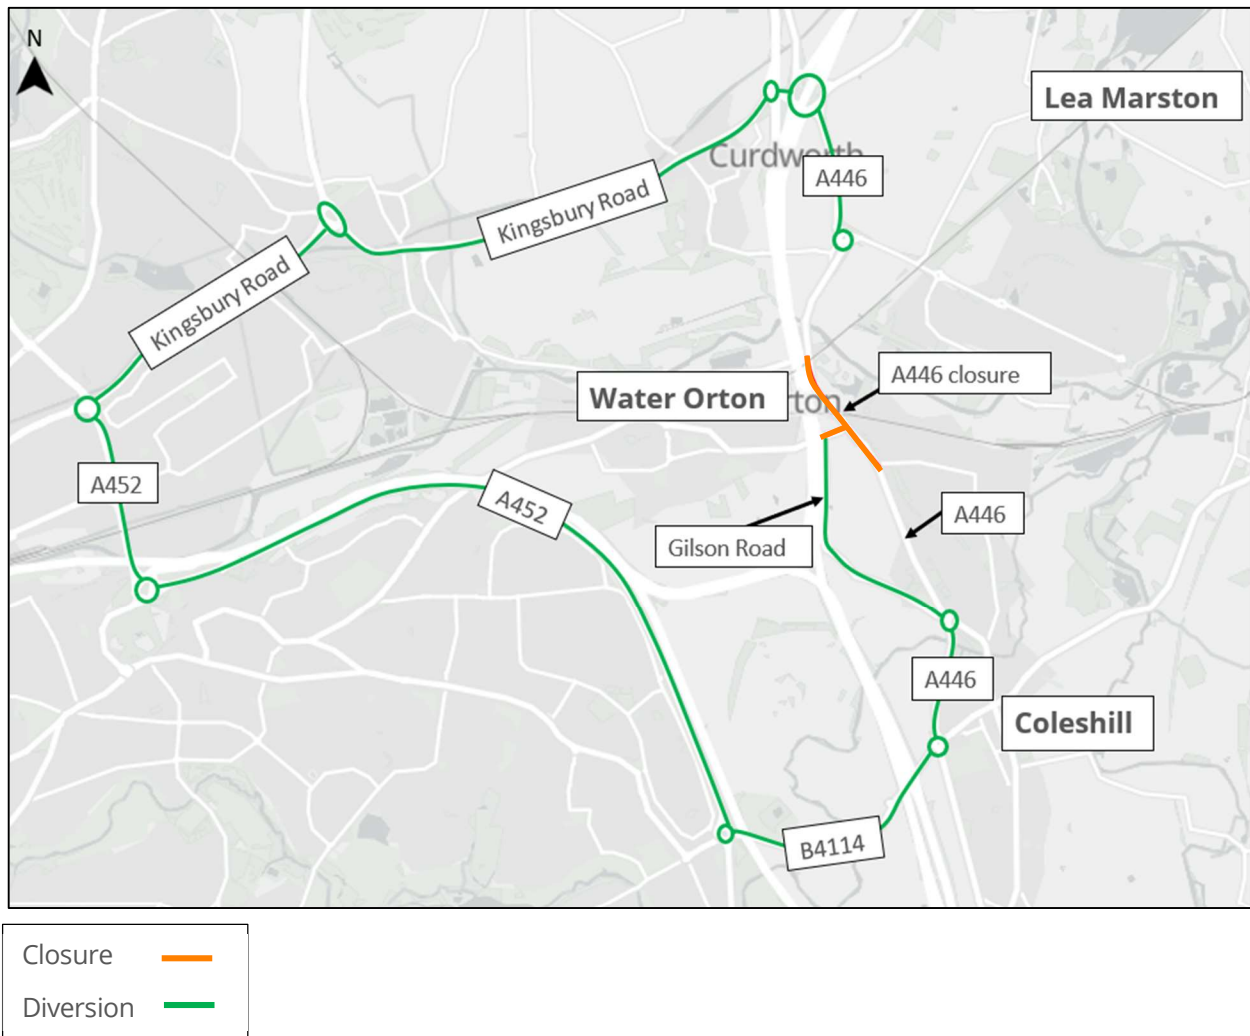 N
Lea Marston
Curdworth
A446
Kingsbury Road
Kingsbury Road
A446 closure
Water Orton
rton
A452
A452
A446
Gilson Road
A446
Coleshill
B4114
Closure
Diversion